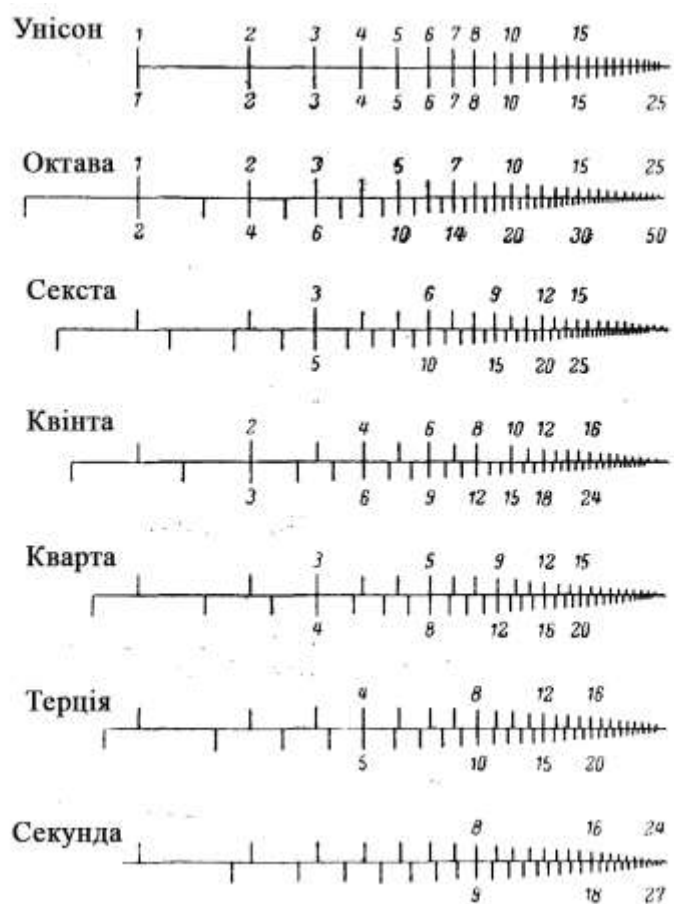 Унісон 1 2 3 4 5 6 7 8 10 15
1 2 3 4 5 6 7 8 10 15 25
Октава 1 2 3 5 7 10 15 25
2 4 6 10 14 20 30 50
Секста 3 6 9 12 15
5 10 15 20 25
Квінта 2 4 6 8 10 12 16
3 6 9 12 15 18 24
Кварта 3 5 9 12 15
4 8 12 16 20
Терція 4 8 12 16
5 10 15 20
Секунда 8 16 24
9 18 27